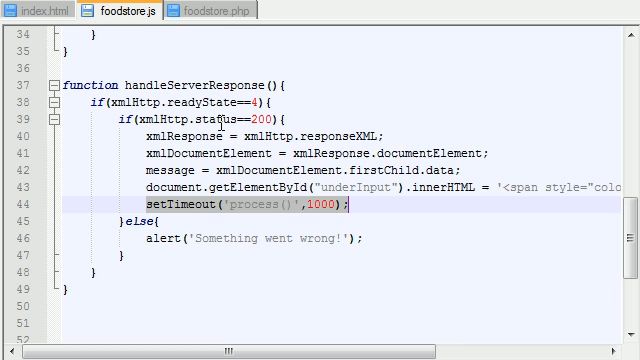 index.html foodstore.js foodstore.php
34 }
35 }
36
37 function handleServerResponse(){
38 if(xmlHttp.readyState==4){
39 if(xmlHttp.status==200){
40 xmlResponse = xmlHttp.responseXML;
41 xmlDocumentElement = xmlResponse.documentElement;
42 message = xmlDocumentElement.firstChild.data;
43 document.getElementById("underInput").innerHTML = '<span style="colo
44 setTimeout('process()',1000);
45 }else{
46 alert('Something went wrong!');
47 }
48 }
49 }
50
51
52